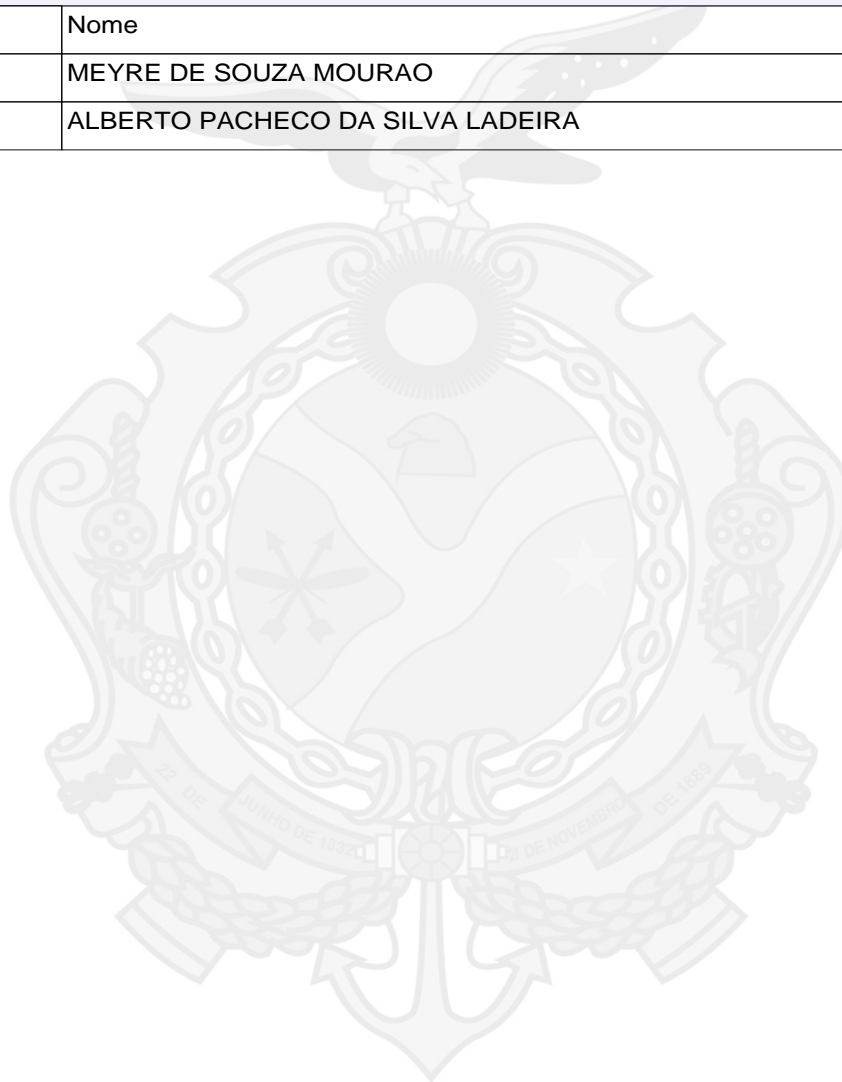 Nome
MEYRE DE SOUZA MOURAO
ALBERTO PACHECO DA SILVA LADEIRA
22 DE
JUNHO DE 1832
DE NOVEMBRO
DE 1889